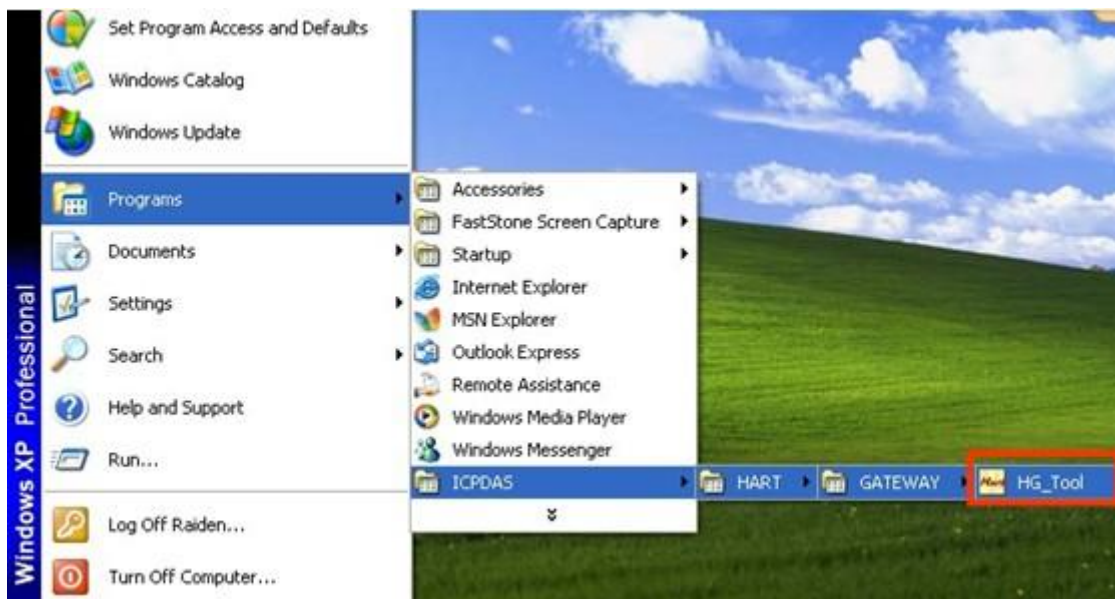 Set Program Access and Defaults
Windows Catalog
Windows Update
Programs
Documents
Settings
Search
Help and Support
Run...
Log Off Raiden...
Turn Off Computer...
Windows XP Professional
Accessories
FastStone Screen Capture
Startup
Internet Explorer
MSN Explorer
Outlook Express
Remote Assistance
Windows Media Player
Windows Messenger
ICPDAS
HART
GATEWAY
HG_Tool